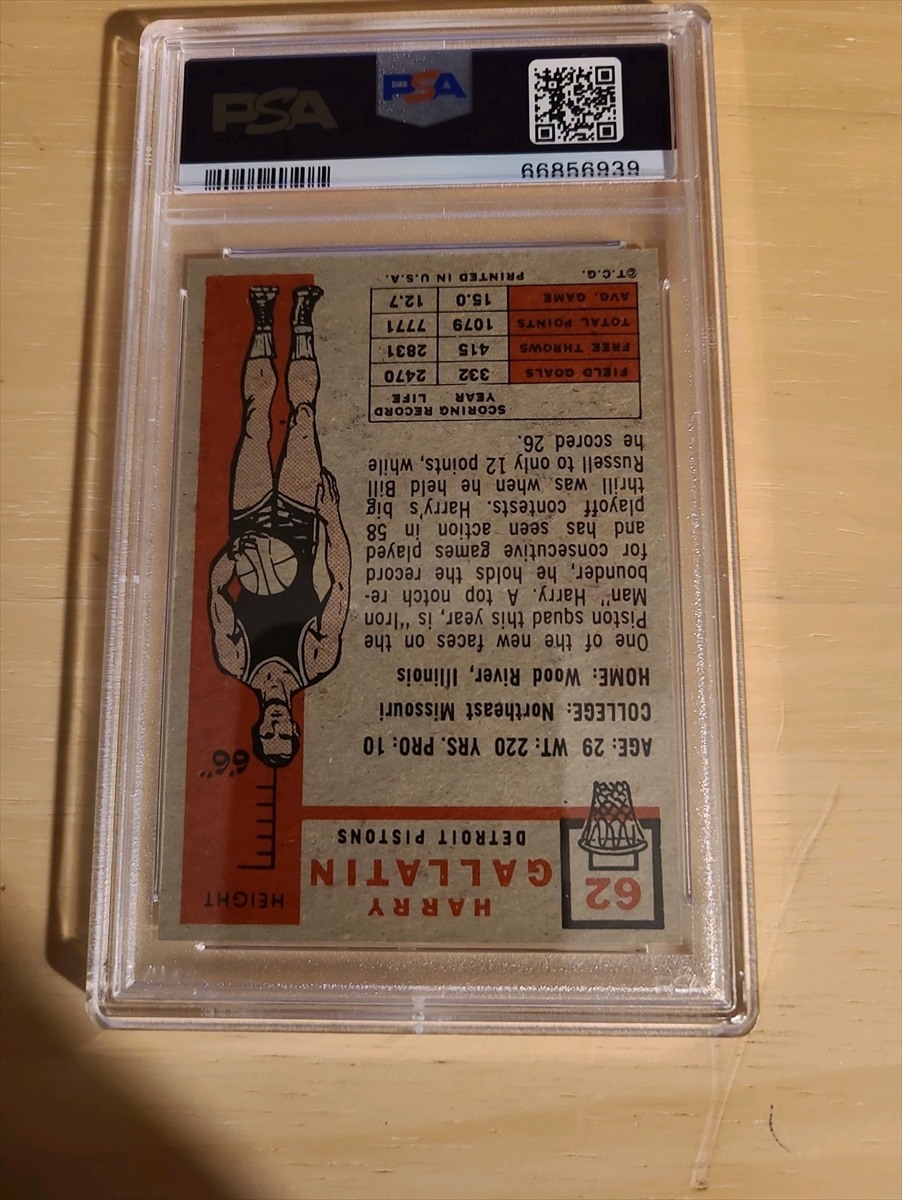 PSA
PSA
66856939
62
HARRY
GALLATIN
DETROIT PISTONS
HEIGHT
6'6"
AGE: 29 WT: 220 YRS. PRO: 10
COLLEGE: Northeast Missouri
HOME: Wood River, Illinois
One of the new faces on the
Piston squad this year, is "Iron
Man" Harry. A top notch re-
bounder, he holds the record
for consecutive games played
and has seen action in 58
playoff contests. Harry's big
thrill was when he held Bill
Russell to only 12 points, while
he scored 26.
SCORING RECORD
YEAR LIFE
FIELD GOALS 332 2470
FREE THROWS 415 2831
TOTAL POINTS 1079 7771
AVG. GAME 15.0 12.7
©T.C.G. PRINTED IN U.S.A.